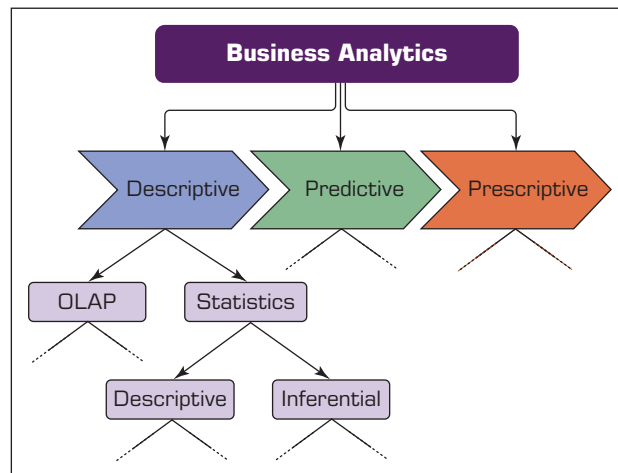 Business Analytics
Descriptive
Predictive
Prescriptive
OLAP
Statistics
Descriptive
Inferential